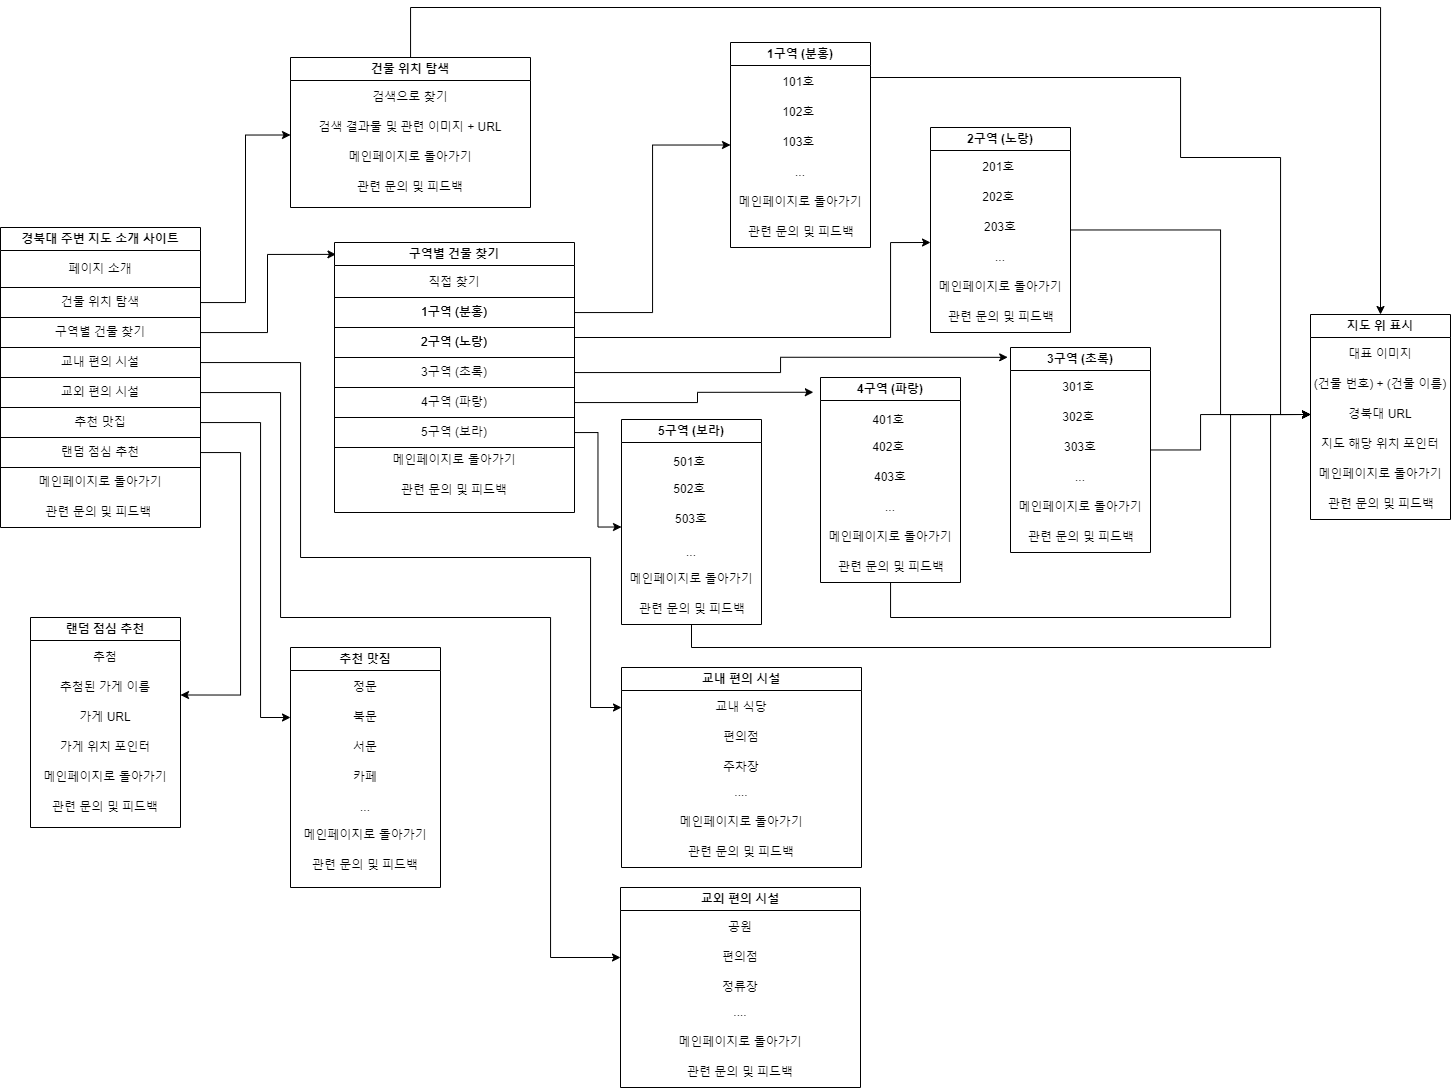 경북대 주변 지도 소개 사이트
페이지 소개
건물 위치 탐색
구역별 건물 찾기
교내 편의 시설
교외 편의 시설
추천 맛집
랜덤 점심 추천
메인페이지로 돌아가기
관련 문의 및 피드백
건물 위치 탐색
검색으로 찾기
검색 결과물 및 관련 이미지 + URL
메인페이지로 돌아가기
관련 문의 및 피드백
구역별 건물 찾기
직접 찾기
1구역 (분홍)
2구역 (노랑)
3구역 (초록)
4구역 (파랑)
5구역 (보라)
메인페이지로 돌아가기
관련 문의 및 피드백
1구역 (분홍)
101호
102호
103호
...
메인페이지로 돌아가기
관련 문의 및 피드백
2구역 (노랑)
201호
202호
203호
...
메인페이지로 돌아가기
관련 문의 및 피드백
3구역 (초록)
301호
302호
303호
...
메인페이지로 돌아가기
관련 문의 및 피드백
4구역 (파랑)
401호
402호
403호
...
메인페이지로 돌아가기
관련 문의 및 피드백
5구역 (보라)
501호
502호
503호
...
메인페이지로 돌아가기
관련 문의 및 피드백
지도 위 표시
대표 이미지
(건물 번호) + (건물 이름)
경북대 URL
지도 해당 위치 포인터
메인페이지로 돌아가기
관련 문의 및 피드백
랜덤 점심 추천
추첨
추첨된 가게 이름
가게 URL
가게 위치 포인터
메인페이지로 돌아가기
관련 문의 및 피드백
추천 맛짐
정문
북문
서문
카페
...
메인페이지로 돌아가기
관련 문의 및 피드백
교내 편의 시설
교내 식당
편의점
주차장
....
메인페이지로 돌아가기
관련 문의 및 피드백
교외 편의 시설
공원
편의점
정류장
....
메인페이지로 돌아가기
관련 문의 및 피드백